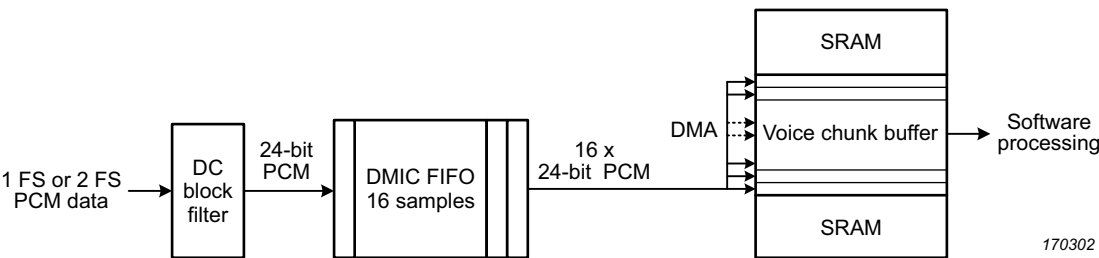 1 FS or 2 FS
PCM data
DC
block
filter
24-bit
PCM
DMIC FIFO
16 samples
16 x
24-bit PCM
DMA
SRAM
Voice chunk buffer
SRAM
Software
processing
170302